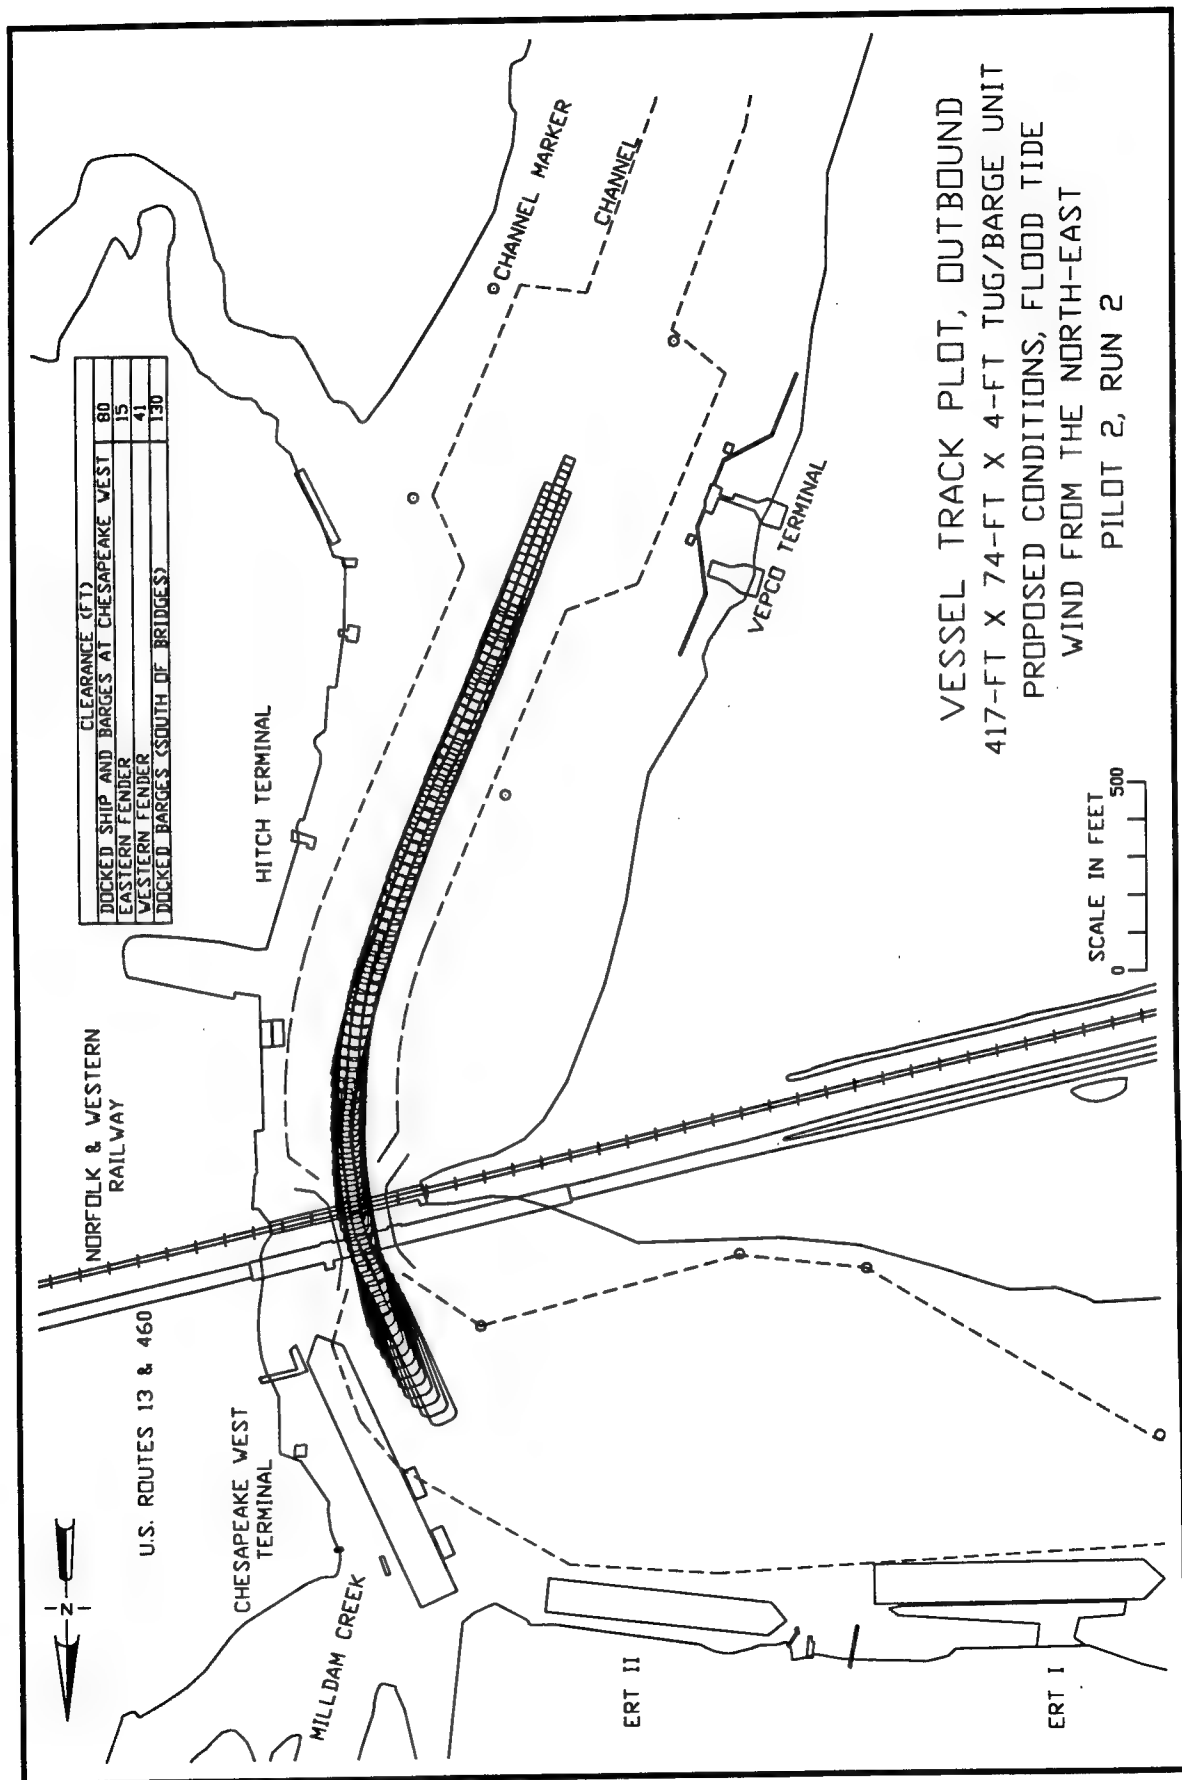 CLEARANCE (FT)
DOCKED SHIP AND BARGES AT CHESAPEAKE WEST 80
EASTERN FENDER 15
WESTERN FENDER 41
DOCKED BARGES (SOUTH OF BRIDGES) 130
N
U.S. ROUTES 13 & 460
NORFOLK & WESTERN
RAILWAY
HITCH TERMINAL
CHESAPEAKE WEST
TERMINAL
MILLDAM CREEK
CHANNEL MARKER
CHANNEL
VEPCO TERMINAL
ERT II
ERT I
SCALE IN FEET
0 500
VESSEL TRACK PLOT, OUTBOUND
417-FT X 74-FT X 4-FT TUG/BARGE UNIT
PROPOSED CONDITIONS, FLOOD TIDE
WIND FROM THE NORTH-EAST
PILOT 2, RUN 2